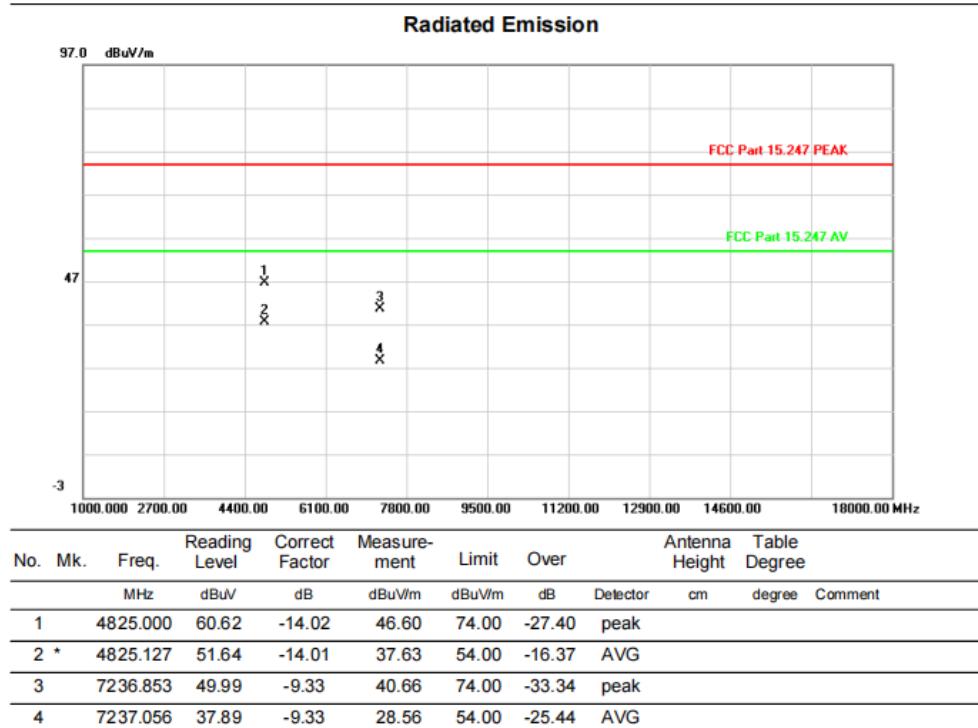 Radiated Emission
97.0 dBuV/m
FCC Part 15.247 PEAK
FCC Part 15.247 AV
47
1
2
3
4
-3
1000.000 2700.00 4400.00 6100.00 7800.00 9500.00 11200.00 12900.00 14600.00 18000.00 MHz
No. Mk. Freq. Reading Level Correct Factor Measure-ment Limit Over Antenna Height Table Degree
MHz dBuV dB dBuV/m dBuV/m dB Detector cm degree Comment
1 4825.000 60.62 -14.02 46.60 74.00 -27.40 peak
2 * 4825.127 51.64 -14.01 37.63 54.00 -16.37 AVG
3 7236.853 49.99 -9.33 40.66 74.00 -33.34 peak
4 7237.056 37.89 -9.33 28.56 54.00 -25.44 AVG